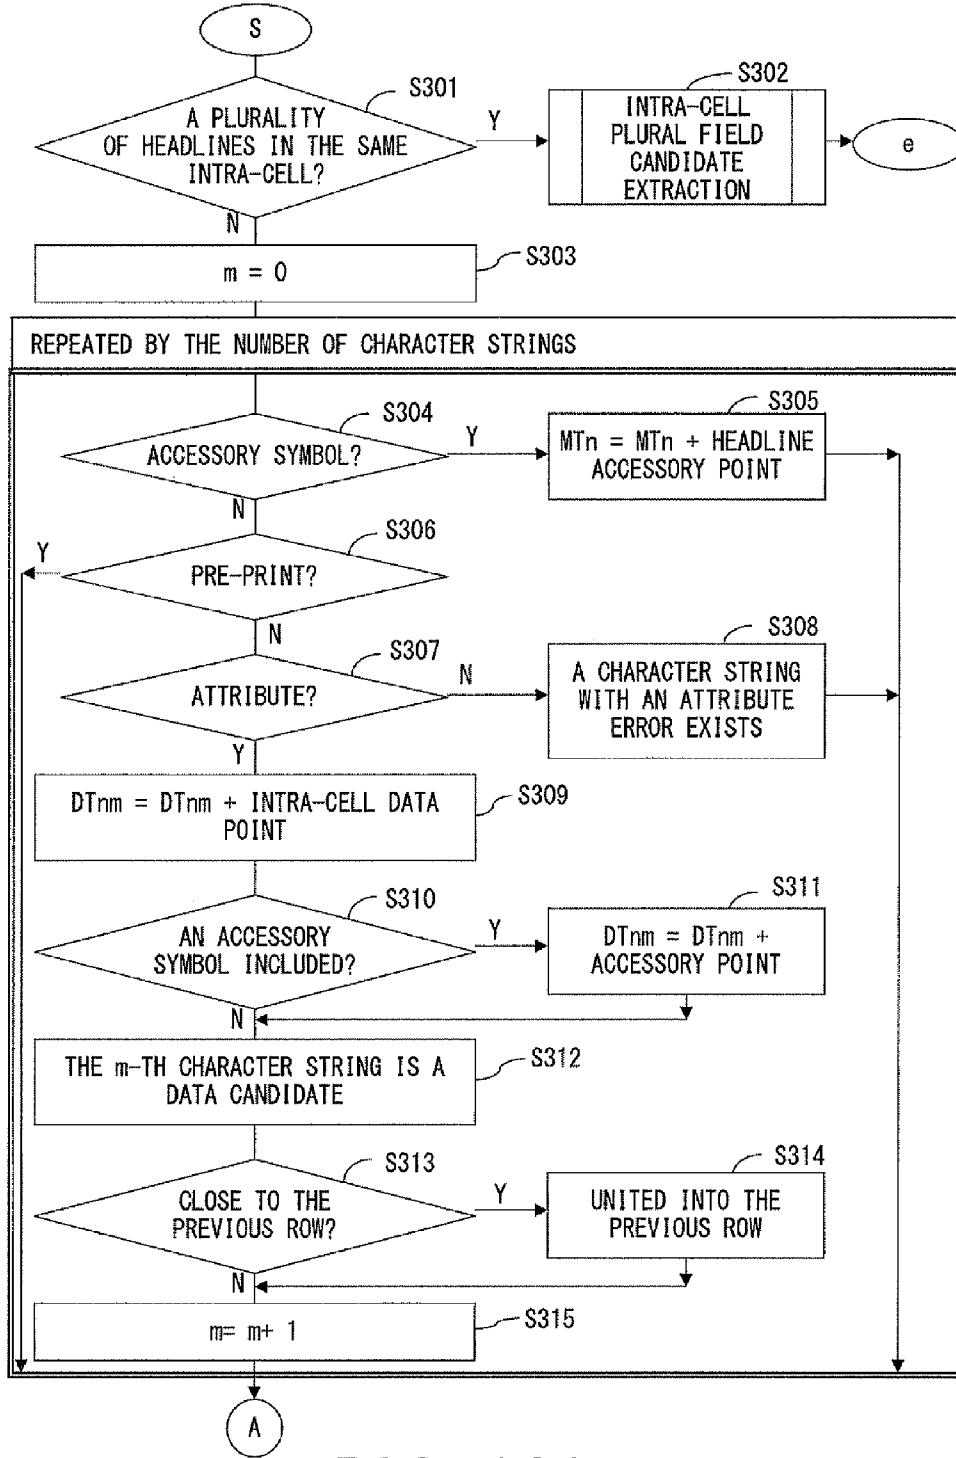 S
S301
A PLURALITY
OF HEADLINES IN THE SAME
INTRA-CELL?
Y
S302
INTRA-CELL
PLURAL FIELD
CANDIDATE
EXTRACTION
e
N
S303
m = 0
REPEATED BY THE NUMBER OF CHARACTER STRINGS
S304
ACCESSORY SYMBOL?
Y
S305
MTn = MTn + HEADLINE
ACCESSORY POINT
N
S306
Y
PRE-PRINT?
N
S307
ATTRIBUTE?
N
S308
A CHARACTER STRING
WITH AN ATTRIBUTE
ERROR EXISTS
Y
S309
DTnm = DTnm + INTRA-CELL DATA
POINT
S310
AN ACCESSORY
SYMBOL INCLUDED?
Y
S311
DTnm = DTnm +
ACCESSORY POINT
N
S312
THE m-TH CHARACTER STRING IS A
DATA CANDIDATE
S313
CLOSE TO THE
PREVIOUS ROW?
Y
S314
UNITED INTO THE
PREVIOUS ROW
N
S315
m= m+ 1
A